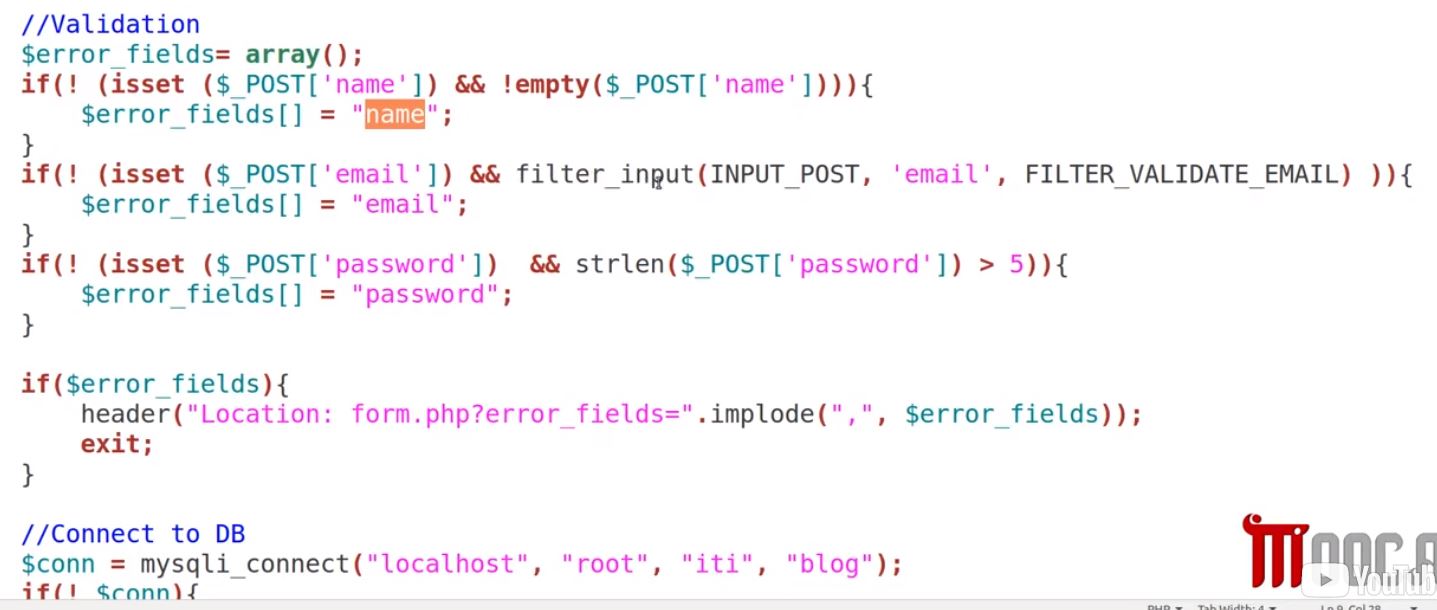 //Validation
$error_fields= array();
if(! (isset ($_POST['name']) && !empty($_POST['name']))){
    $error_fields[] = "name";
}
if(! (isset ($_POST['email']) && filter_input(INPUT_POST, 'email', FILTER_VALIDATE_EMAIL) )){
    $error_fields[] = "email";
}
if(! (isset ($_POST['password'])  && strlen($_POST['password']) > 5)){
    $error_fields[] = "password";
}
if($error_fields){
    header("Location: form.php?error_fields=".implode(",", $error_fields));
    exit;
}
//Connect to DB
$conn = mysqli_connect("localhost", "root", "iti", "blog");
if(! $conn){
YouTub
PHP Tab Width: 4 Ln 9, Col 28